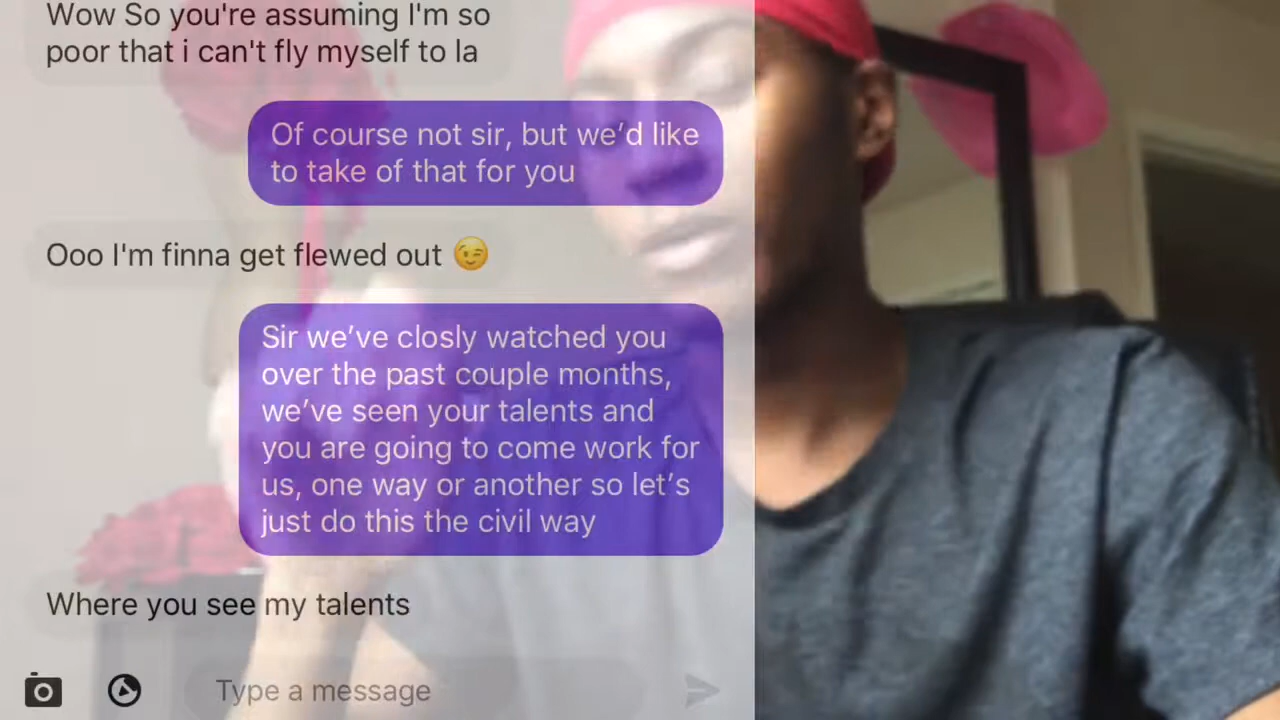 Wow So you're assuming I'm so
poor that i can't fly myself to la
Of course not sir, but we’d like
to take of that for you
Ooo I'm finna get flewed out 😉
Sir we’ve closly watched you
over the past couple months,
we’ve seen your talents and
you are going to come work for
us, one way or another so let’s
just do this the civil way
Where you see my talents
Type a message